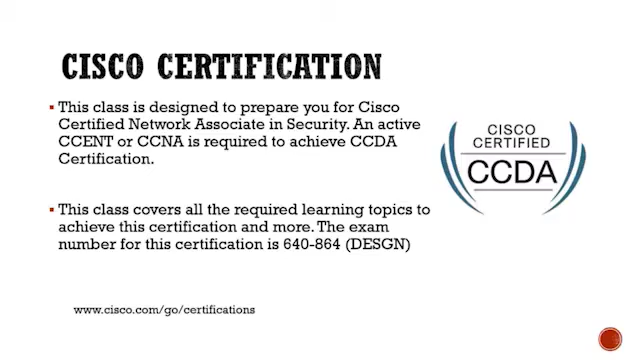 CISCO CERTIFICATION
▪ This class is designed to prepare you for Cisco
Certified Network Associate in Security. An active
CCENT or CCNA is required to achieve CCDA
Certification.
CISCO
CERTIFIED
CCDA
▪ This class covers all the required learning topics to
achieve this certification and more. The exam
number for this certification is 640-864 (DESGN)
www.cisco.com/go/certifications